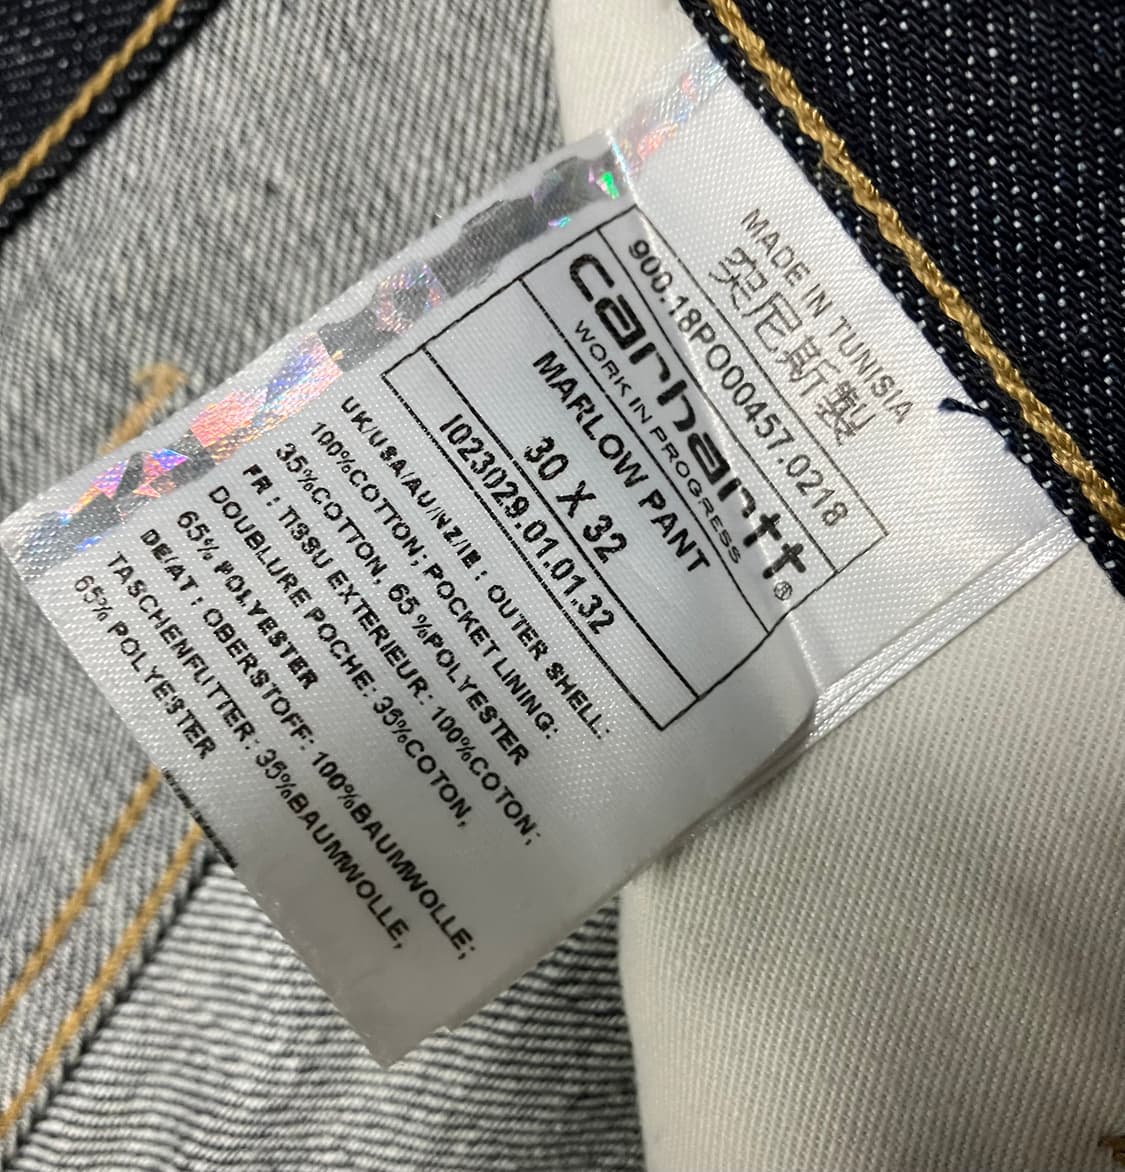 MADE IN TUNISIA
突尼斯製
900.18PO000457.0218
carhartt®
WORK IN PROGRESS
MARLOW PANT
30 X 32
I023029.01.01.32
UK/USA/AU/NZ/IE : OUTER SHELL:
100%COTTON; POCKET LINING:
35%COTTON, 65%POLYESTER
FR : TISSU EXTERIEUR: 100%COTON;
DOUBLURE POCHE: 35%COTON,
65% POLYESTER
DE/AT : OBERSTOFF: 100%BAUMWOLLE;
TASCHENFUTTER: 35%BAUMWOLLE,
65% POLYESTER